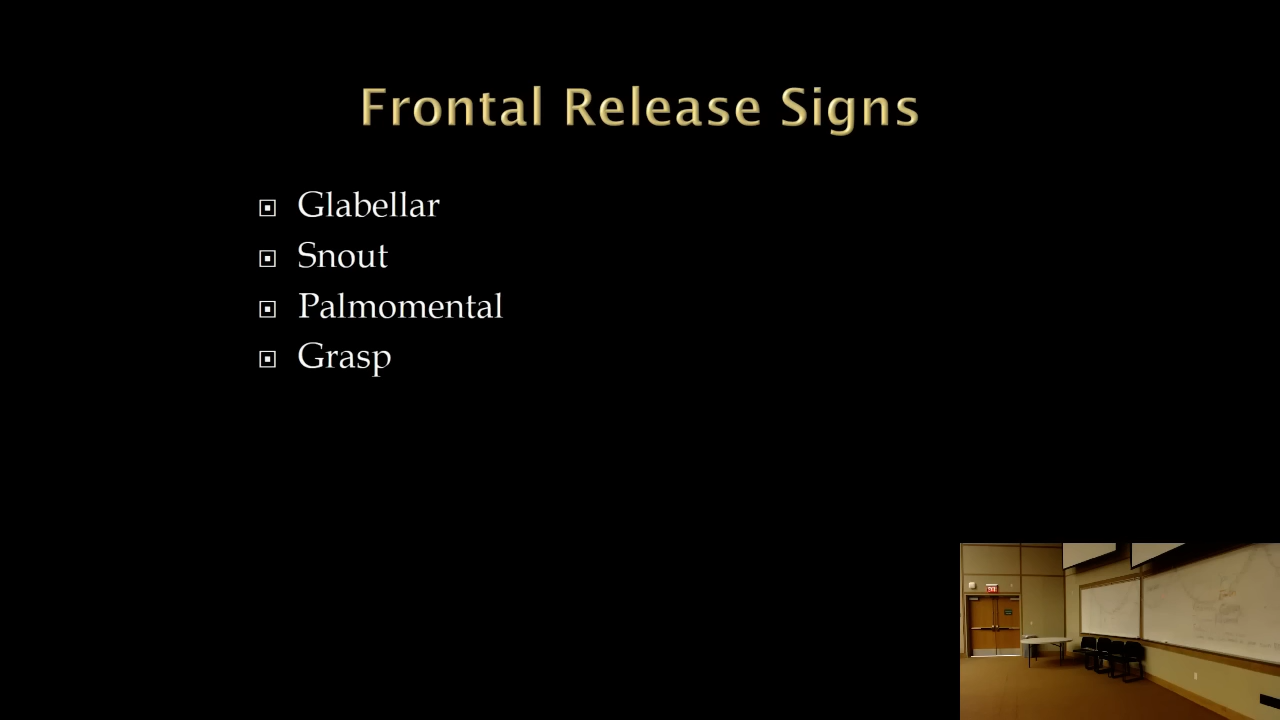 Frontal Release Signs
Glabellar
Snout
Palmomental
Grasp